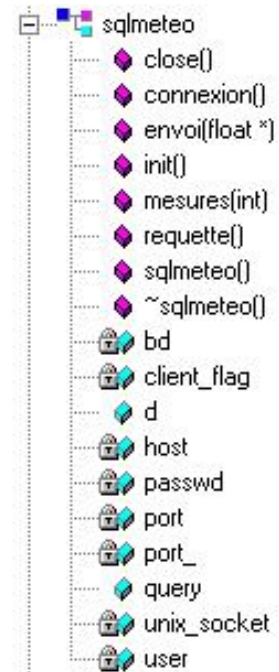 sqlmeteo
close()
connexion()
envoi(float *)
init()
mesures(int)
requette()
sqlmeteo()
~sqlmeteo()
bd
client_flag
d
host
passwd
port
port_
query
unix_socket
user